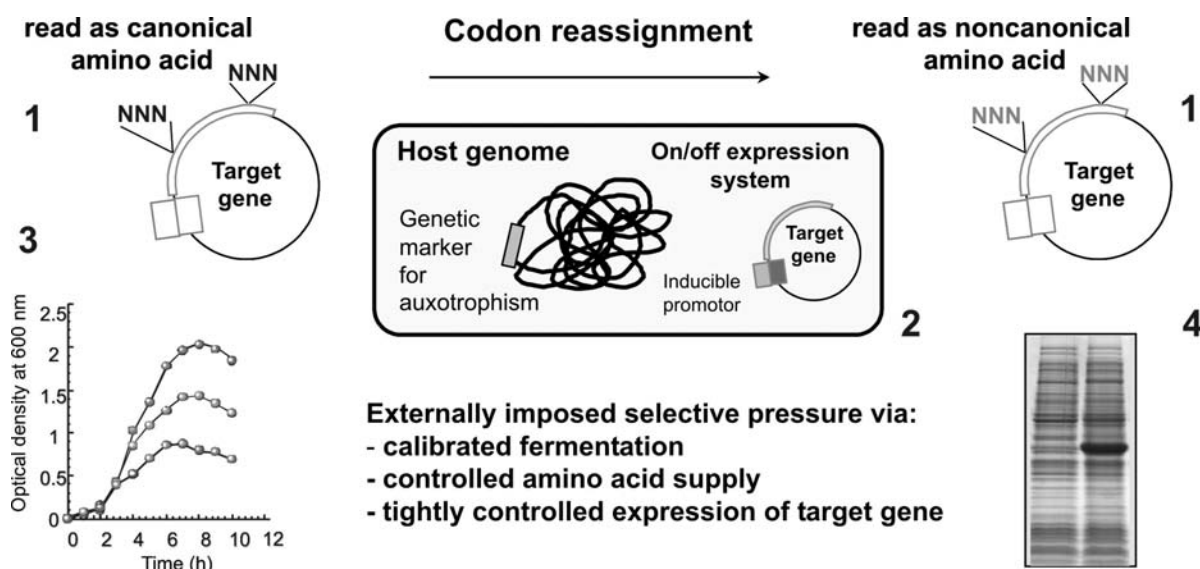 read as canonical
amino acid
Codon reassignment
read as noncanonical
amino acid
NNN
NNN
1
Target
gene
3
Host genome
On/off expression
system
Genetic
marker
for
auxotrophism
Target
gene
Inducible
promotor
2
NNN
NNN
1
Target
gene
4
Optical density at 600 nm
2.5
2
1.5
1
0.5
0
0 2 4 6 8 10 12
Time (h)
Externally imposed selective pressure via:
- calibrated fermentation
- controlled amino acid supply
- tightly controlled expression of target gene